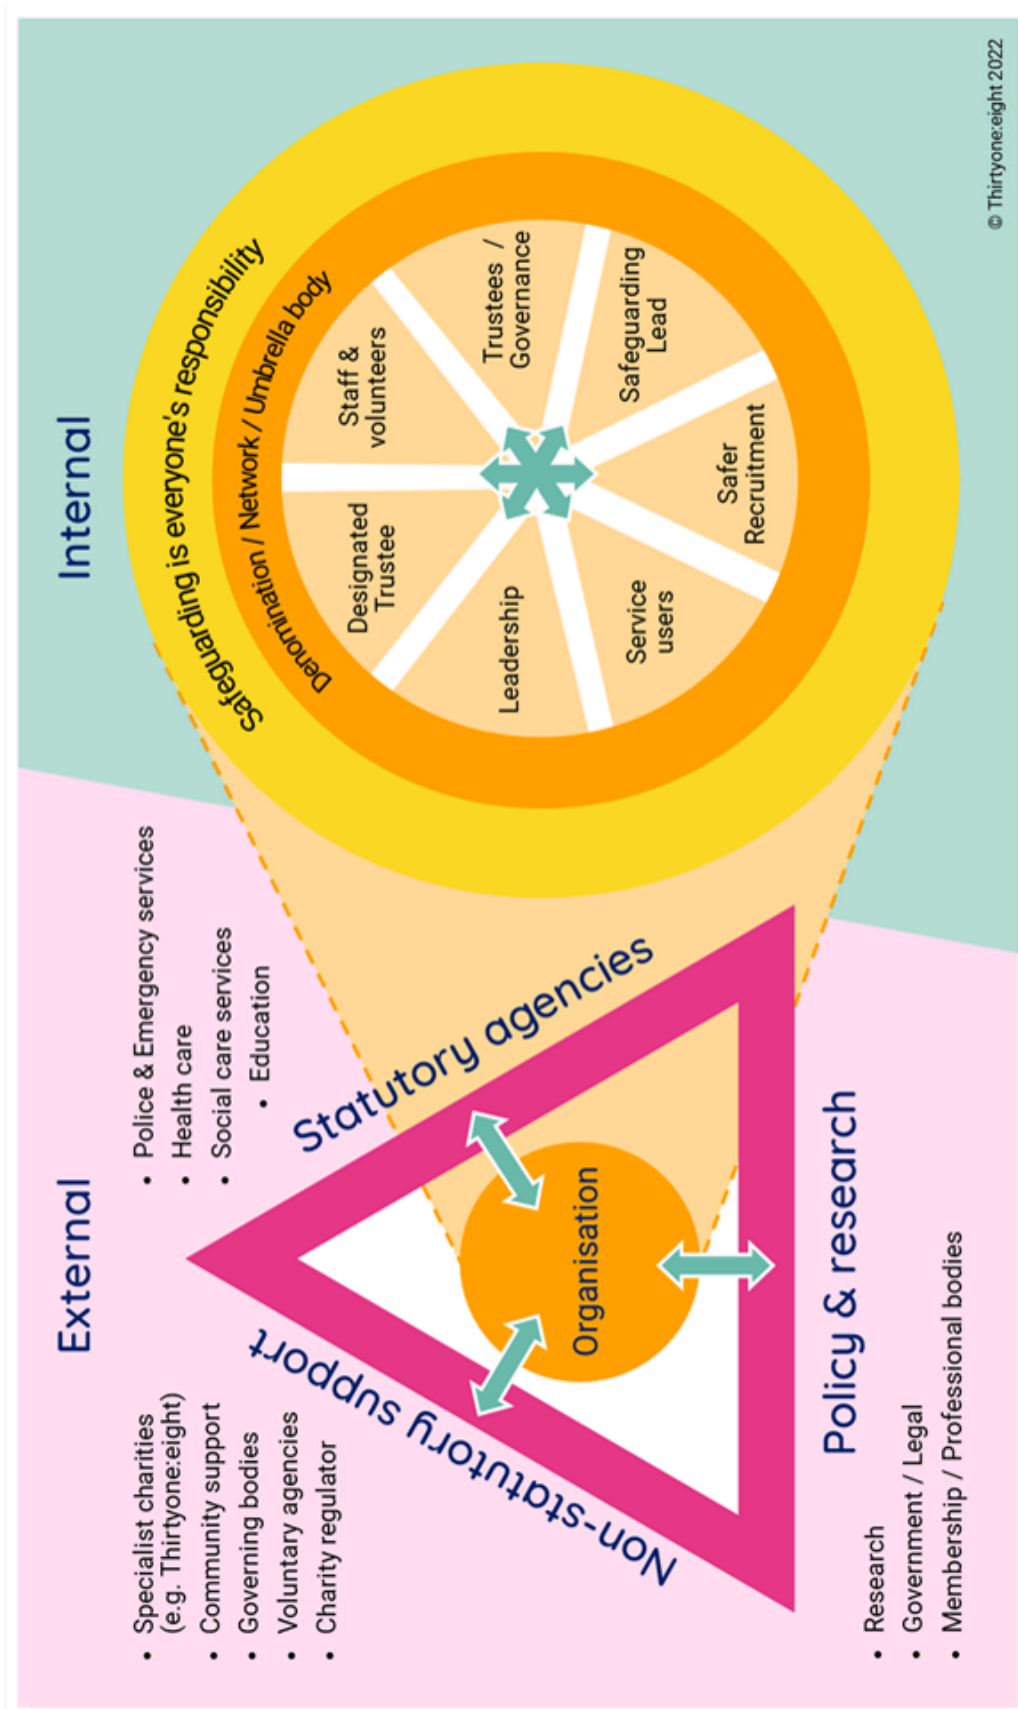 External
Internal
• Specialist charities
(e.g. Thirtyone:eight)
• Community support
• Governing bodies
• Voluntary agencies
• Charity regulator
• Police & Emergency services
• Health care
• Social care services
• Education
Non-statutory support
Statutory agencies
Organisation
Policy & research
• Research
• Government / Legal
• Membership / Professional bodies
Safeguarding is everyone's responsibility
Denomination / Network / Umbrella body
Designated
Trustee
Staff &
volunteers
Trustees /
Governance
Safeguarding
Lead
Safer
Recruitment
Service
users
Leadership
© Thirtyone:eight 2022